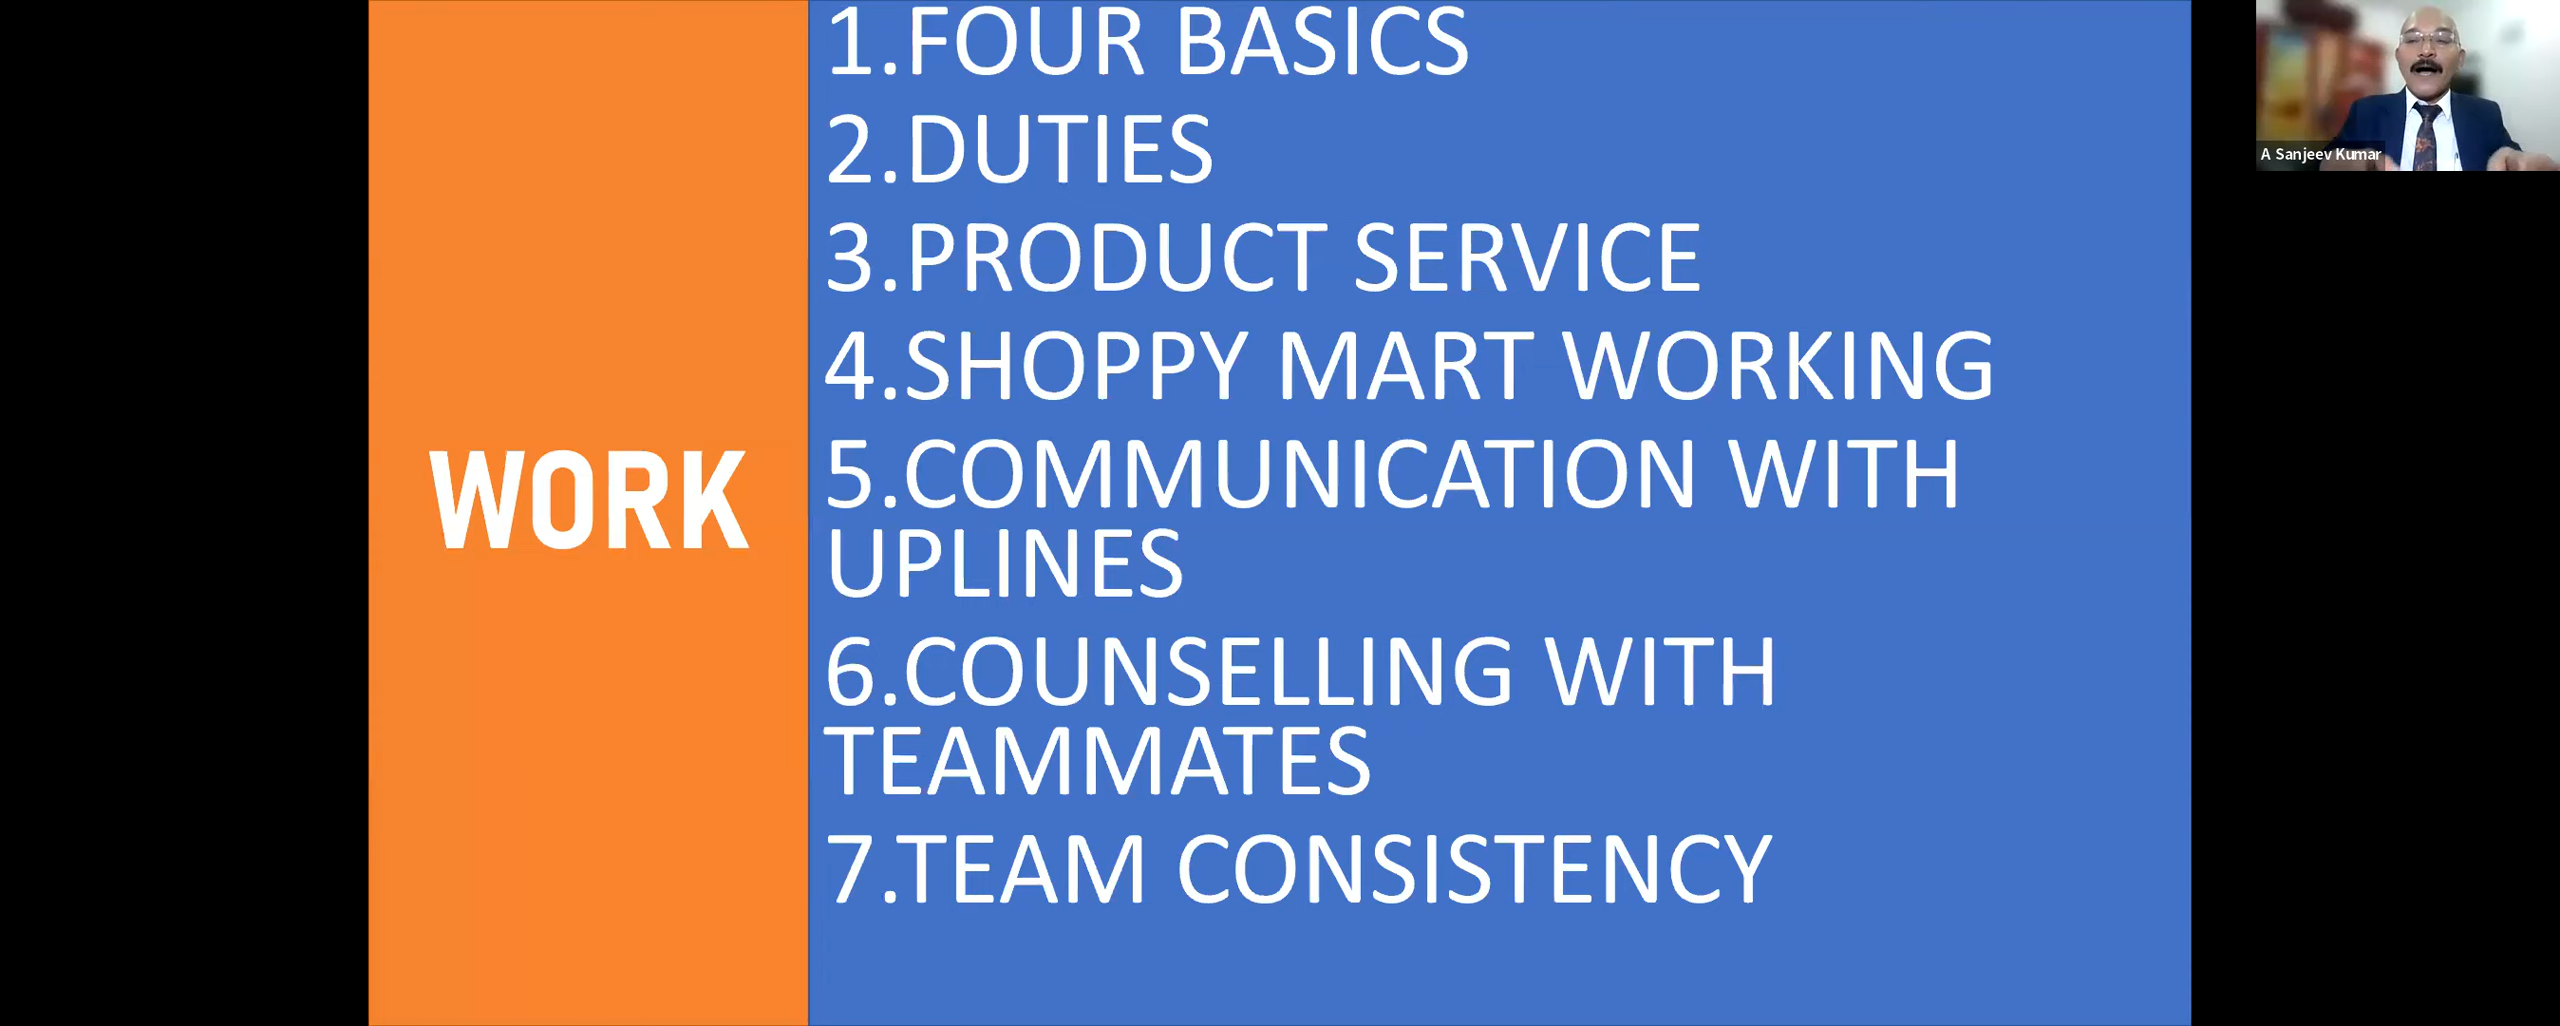 WORK
1.FOUR BASICS
2.DUTIES
3.PRODUCT SERVICE
4.SHOPPY MART WORKING
5.COMMUNICATION WITH
UPLINES
6.COUNSELLING WITH
TEAMMATES
7.TEAM CONSISTENCY
A Sanjeev Kumar